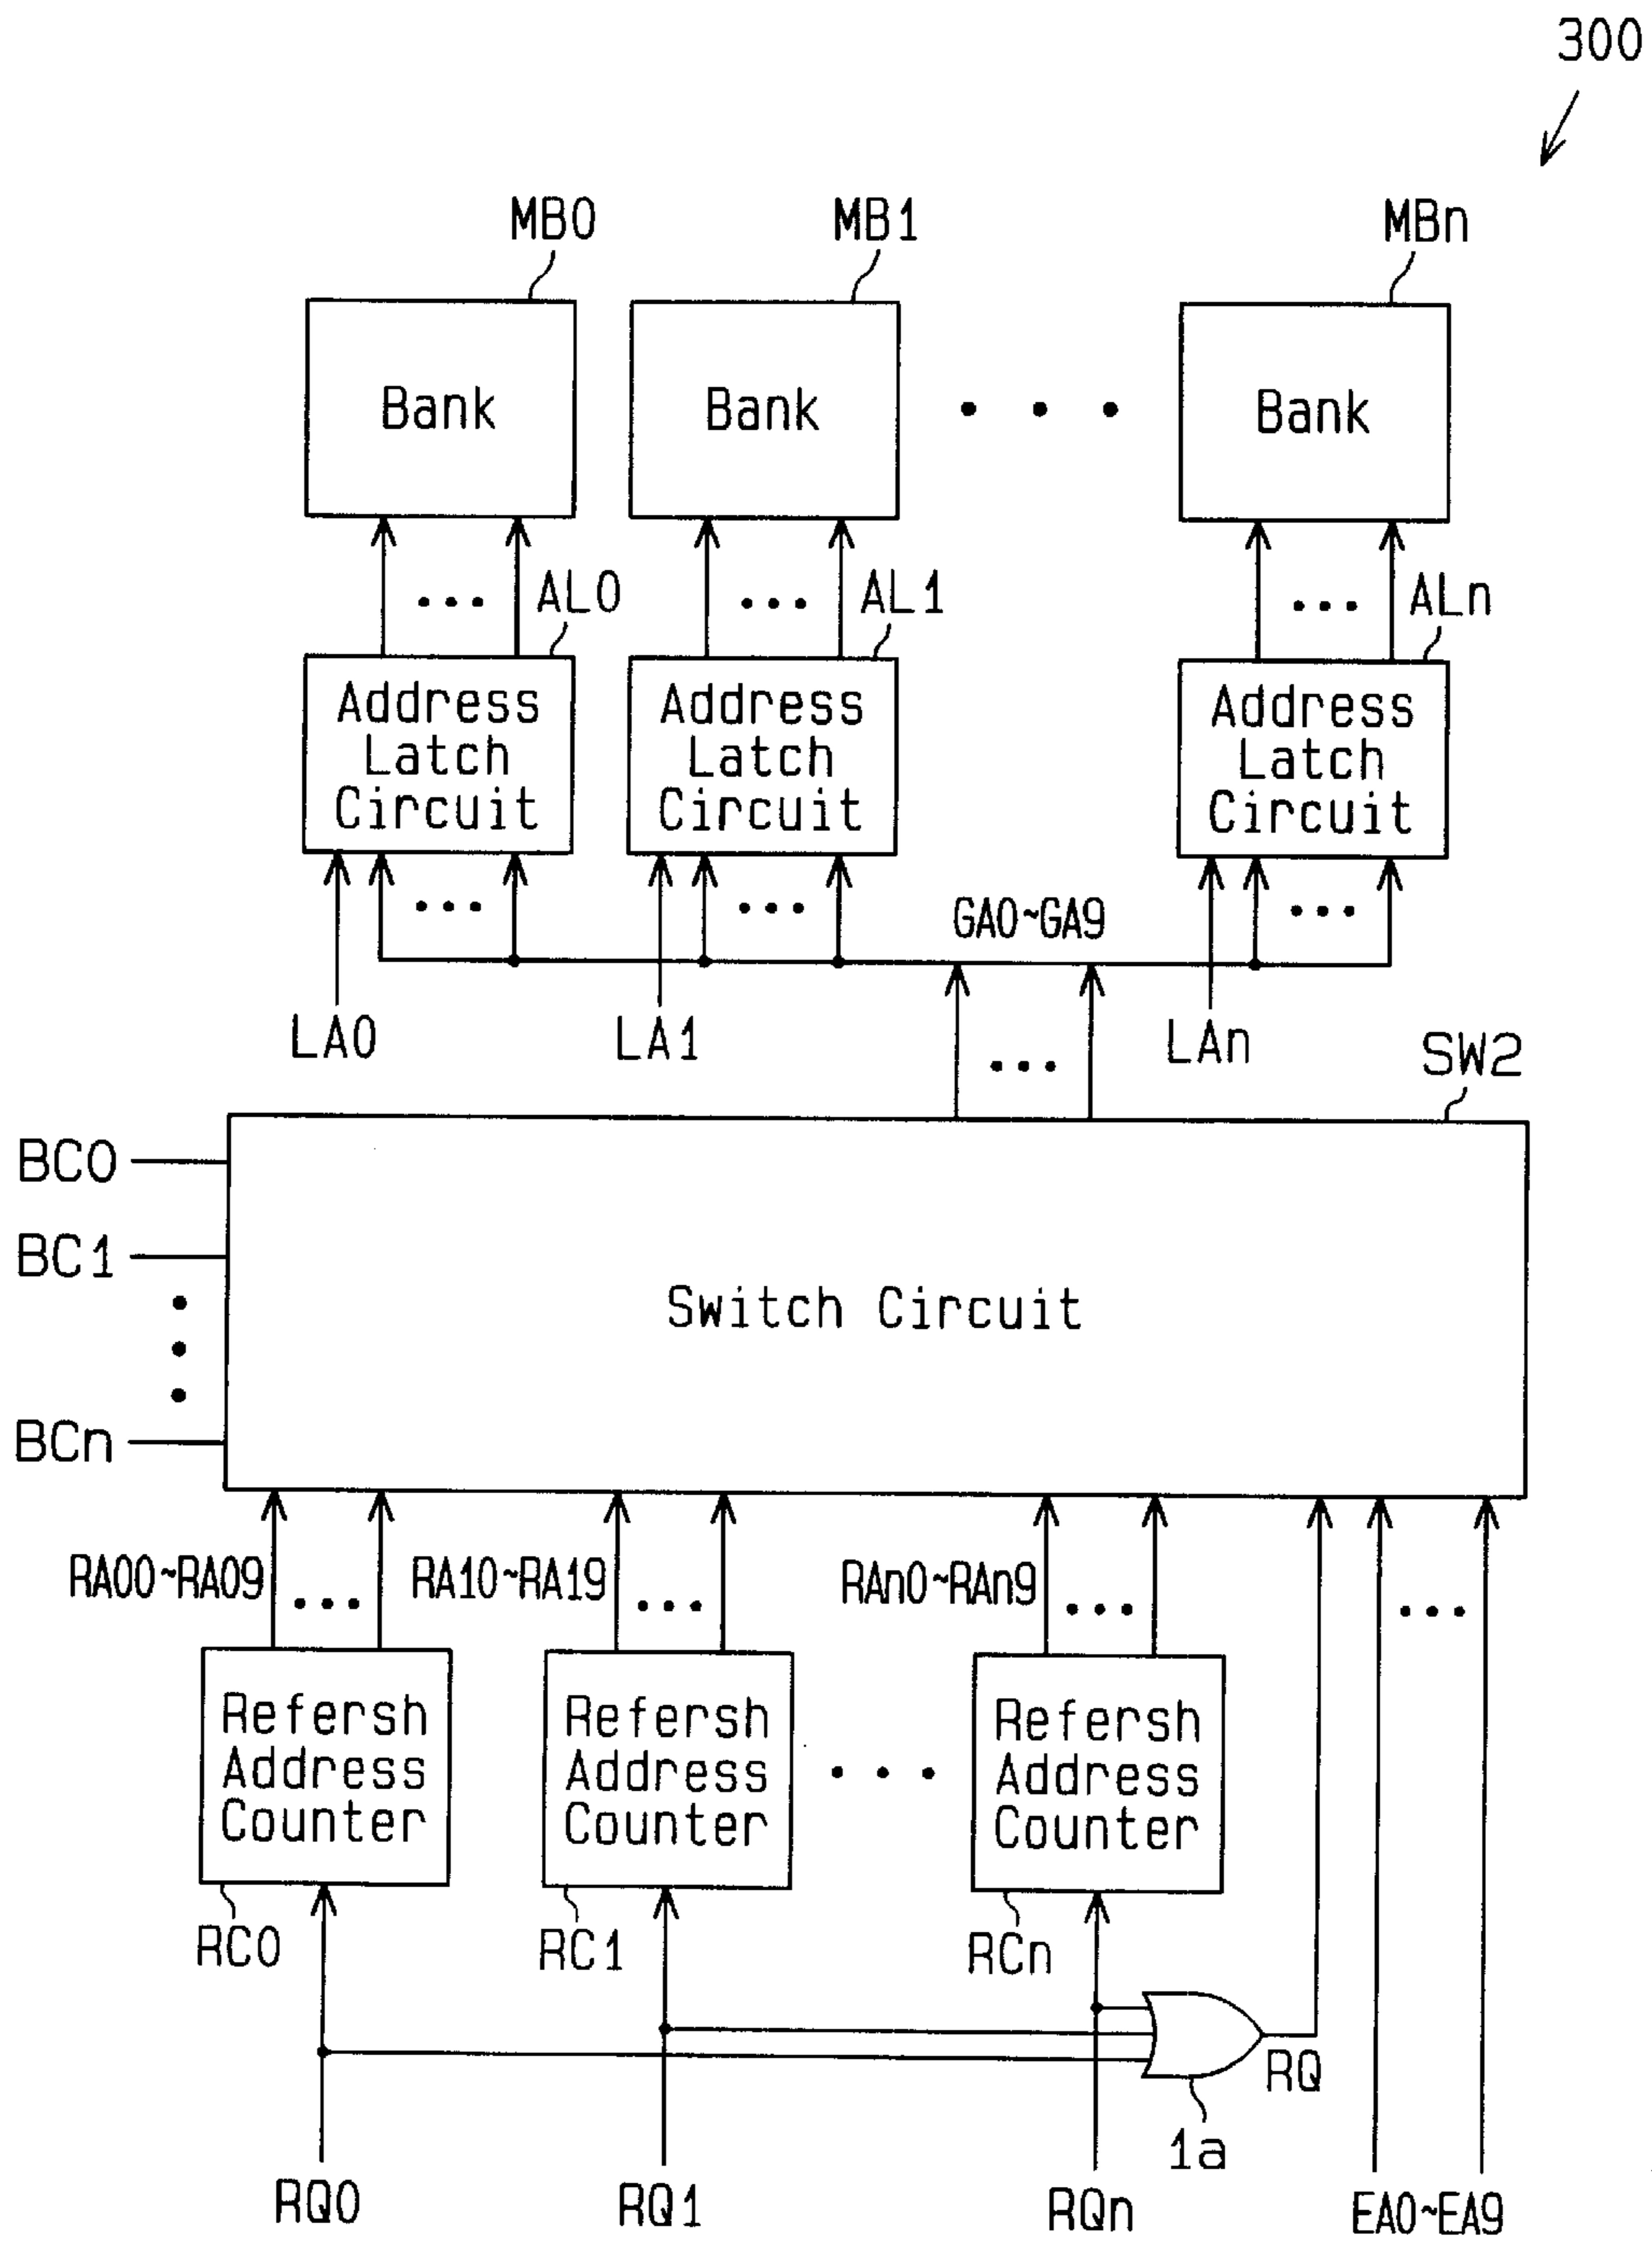 300
MB0
MB1
MBn
Bank
Bank
Bank
AL0
AL1
ALn
Address
Latch
Circuit
Address
Latch
Circuit
Address
Latch
Circuit
GA0~GA9
LA0
LA1
LAn
SW2
BC0
BC1
BCn
Switch Circuit
RA00~RA09
RA10~RA19
RAn0~RAn9
Refersh
Address
Counter
Refersh
Address
Counter
Refersh
Address
Counter
RC0
RC1
RCn
RQ
1a
RQ0
RQ1
RQn
EA0~EA9